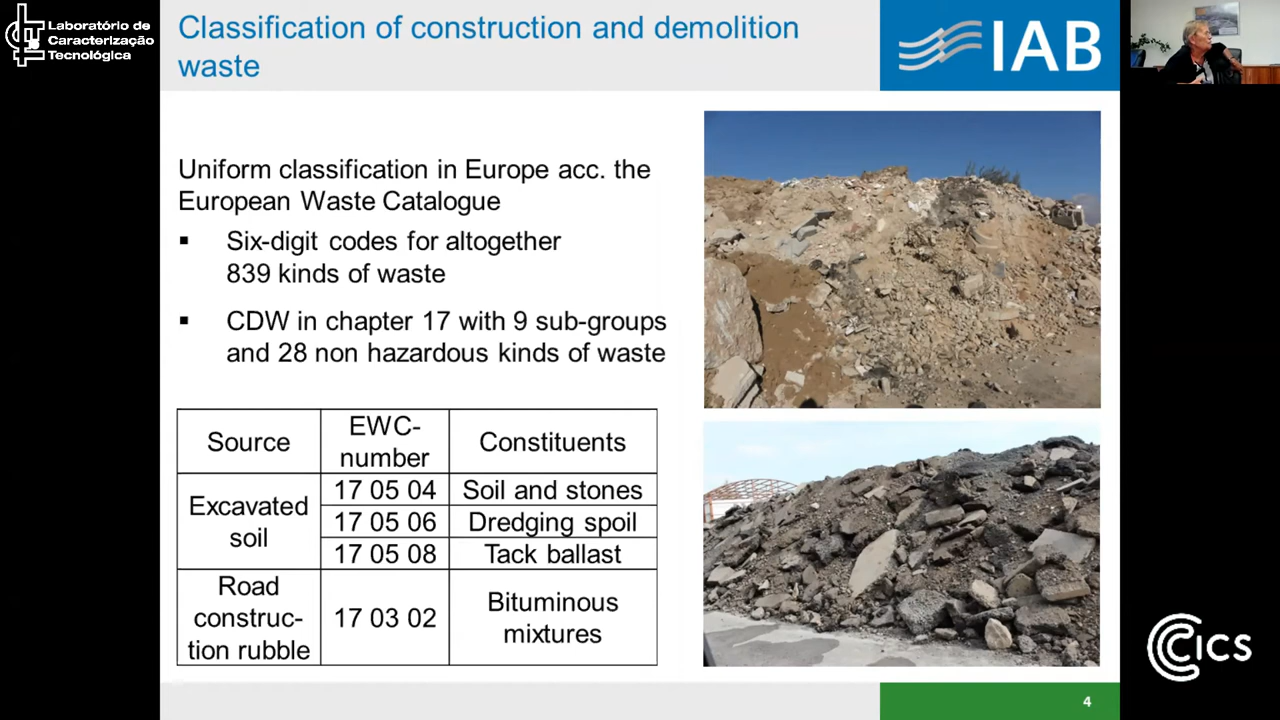 Laboratório de
Caracterização
Tecnológica
Classification of construction and demolition
waste
IAB
Uniform classification in Europe acc. the
European Waste Catalogue
▪ Six-digit codes for altogether
839 kinds of waste
▪ CDW in chapter 17 with 9 sub-groups
and 28 non hazardous kinds of waste
Source
EWC-
number
Constituents
Excavated
soil
17 05 04
Soil and stones
17 05 06
Dredging spoil
17 05 08
Tack ballast
Road
construc-
tion rubble
17 03 02
Bituminous
mixtures
4
CICS